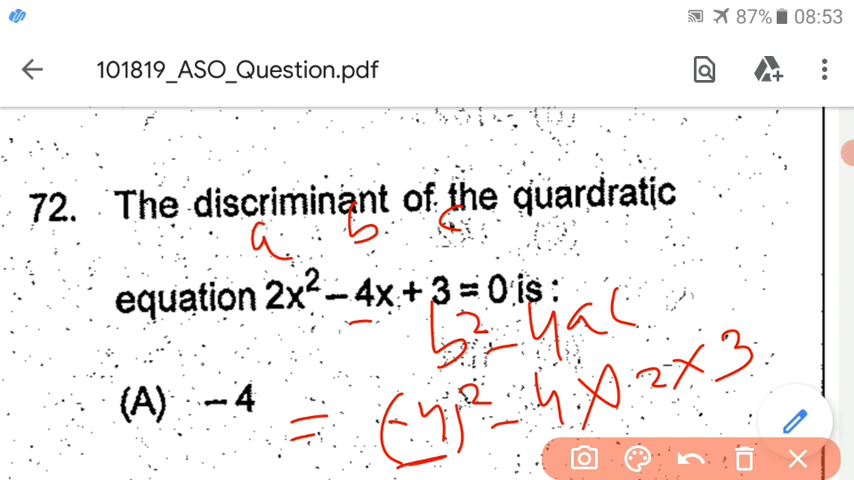 87% 08:53
101819_ASO_Question.pdf
72. The discriminant of the quardratic
a b c
equation 2x² – 4x + 3 = 0 is :
b² – 4ac
(A) – 4
= (-4)² – 4 × 2 × 3